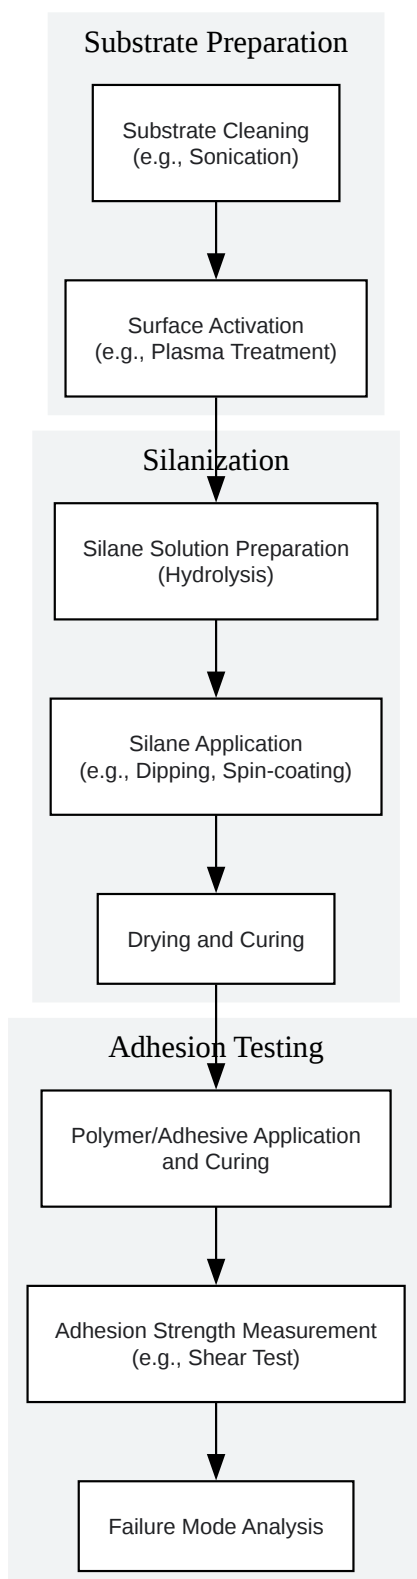 Substrate Preparation
Substrate Cleaning
(e.g., Sonication)
Surface Activation
(e.g., Plasma Treatment)
Silanization
Silane Solution Preparation
(Hydrolysis)
Silane Application
(e.g., Dipping, Spin-coating)
Drying and Curing
Adhesion Testing
Polymer/Adhesive Application
and Curing
Adhesion Strength Measurement
(e.g., Shear Test)
Failure Mode Analysis